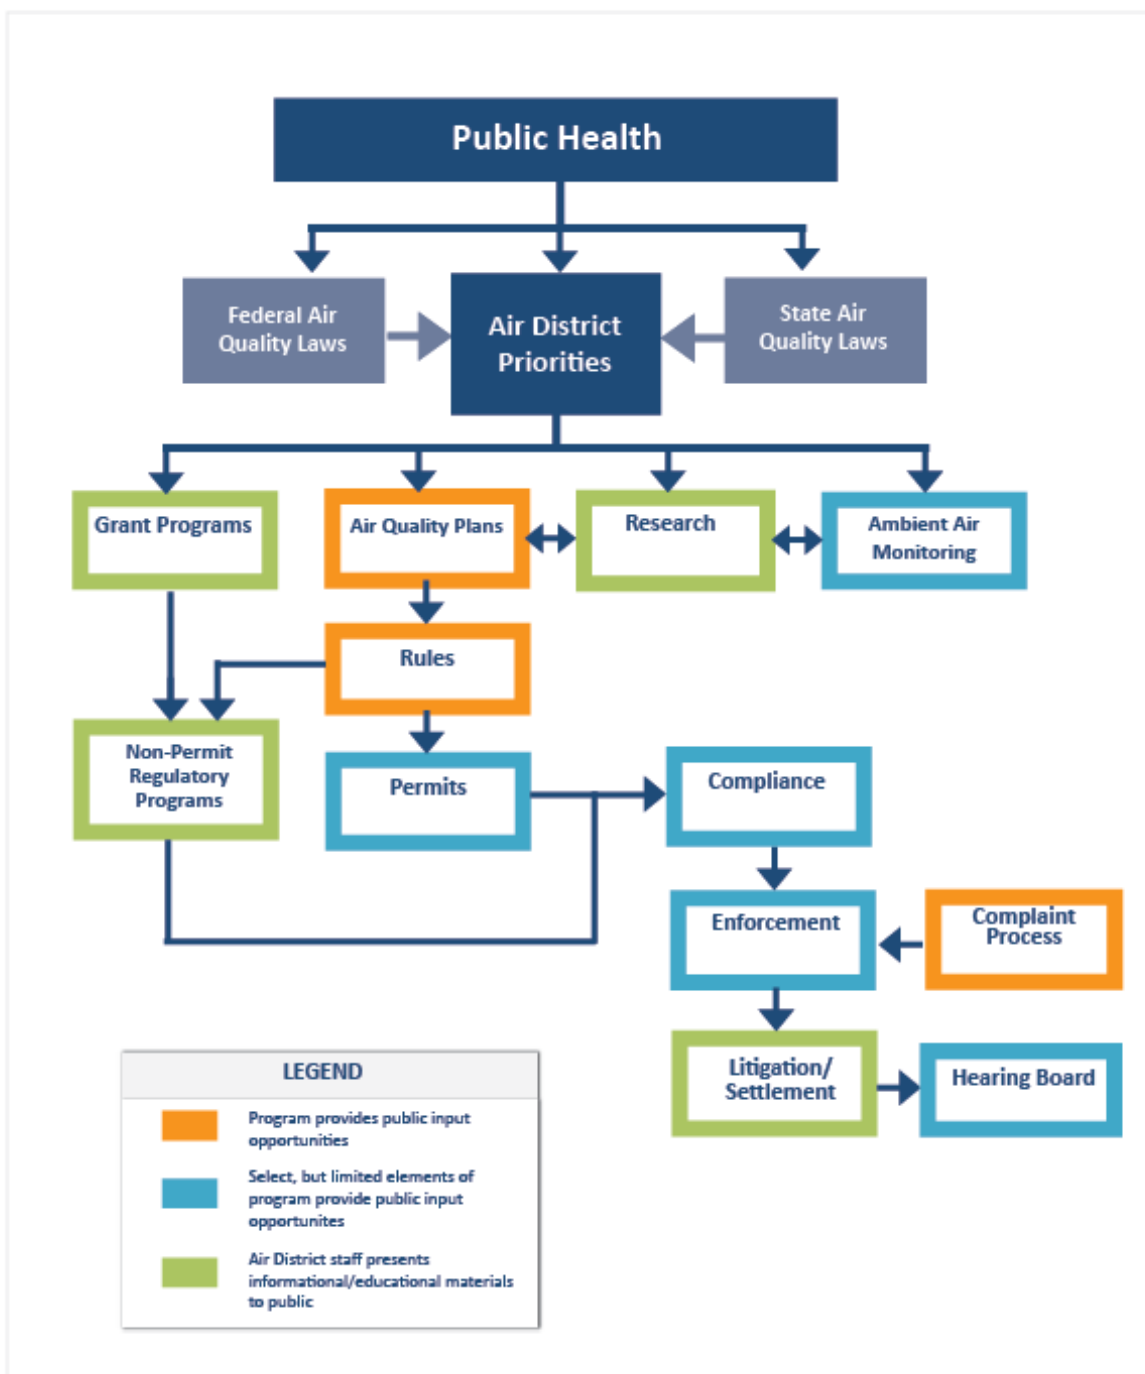 Public Health
Federal Air
Quality Laws
Air District
Priorities
State Air
Quality Laws
Grant Programs
Air Quality Plans
Research
Ambient Air
Monitoring
Rules
Non-Permit
Regulatory
Programs
Permits
Compliance
Enforcement
Complaint
Process
Litigation/
Settlement
Hearing Board
LEGEND
Program provides public input
opportunities
Select, but limited elements of
program provide public input
opportunites
Air District staff presents
informational/educational materials
to public